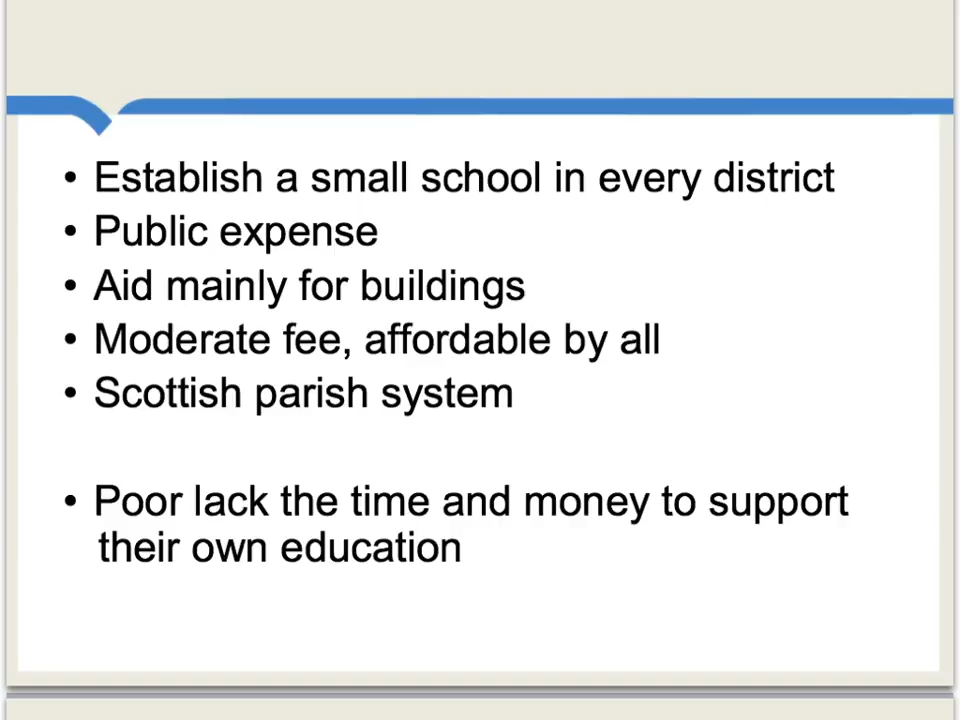 • Establish a small school in every district
• Public expense
• Aid mainly for buildings
• Moderate fee, affordable by all
• Scottish parish system
• Poor lack the time and money to support
their own education